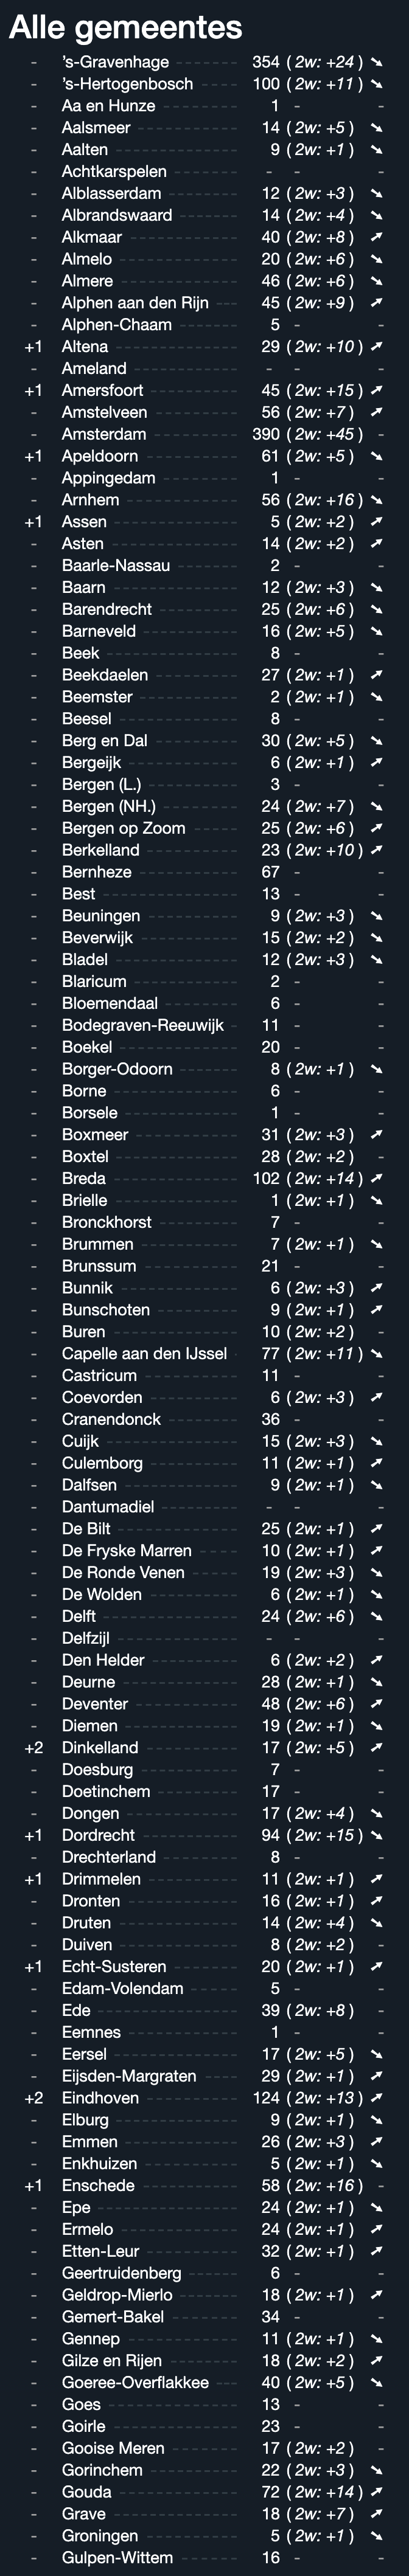 Alle gemeentes
- 's-Gravenhage 354 ( 2w: +24 ) ➘
- 's-Hertogenbosch 100 ( 2w: +11 ) ➘
- Aa en Hunze 1 - -
- Aalsmeer 14 ( 2w: +5 ) ➘
- Aalten 9 ( 2w: +1 ) ➘
- Achtkarspelen - - -
- Alblasserdam 12 ( 2w: +3 ) ➘
- Albrandswaard 14 ( 2w: +4 ) ➘
- Alkmaar 40 ( 2w: +8 ) ➚
- Almelo 20 ( 2w: +6 ) ➘
- Almere 46 ( 2w: +6 ) ➘
- Alphen aan den Rijn 45 ( 2w: +9 ) ➚
- Alphen-Chaam 5 - -
+1 Altena 29 ( 2w: +10 ) ➚
- Ameland - - -
+1 Amersfoort 45 ( 2w: +15 ) ➚
- Amstelveen 56 ( 2w: +7 ) ➚
- Amsterdam 390 ( 2w: +45 ) -
+1 Apeldoorn 61 ( 2w: +5 ) ➘
- Appingedam 1 - -
- Arnhem 56 ( 2w: +16 ) ➘
+1 Assen 5 ( 2w: +2 ) ➚
- Asten 14 ( 2w: +2 ) ➚
- Baarle-Nassau 2 - -
- Baarn 12 ( 2w: +3 ) ➘
- Barendrecht 25 ( 2w: +6 ) ➘
- Barneveld 16 ( 2w: +5 ) ➘
- Beek 8 - -
- Beekdaelen 27 ( 2w: +1 ) ➚
- Beemster 2 ( 2w: +1 ) ➘
- Beesel 8 - -
- Berg en Dal 30 ( 2w: +5 ) ➘
- Bergeijk 6 ( 2w: +1 ) ➚
- Bergen (L.) 3 - -
- Bergen (NH.) 24 ( 2w: +7 ) ➘
- Bergen op Zoom 25 ( 2w: +6 ) ➚
- Berkelland 23 ( 2w: +10 ) ➚
- Bernheze 67 - -
- Best 13 - -
- Beuningen 9 ( 2w: +3 ) ➘
- Beverwijk 15 ( 2w: +2 ) ➘
- Bladel 12 ( 2w: +3 ) ➘
- Blaricum 2 - -
- Bloemendaal 6 - -
- Bodegraven-Reeuwijk 11 - -
- Boekel 20 - -
- Borger-Odoorn 8 ( 2w: +1 ) ➘
- Borne 6 - -
- Borsele 1 - -
- Boxmeer 31 ( 2w: +3 ) ➚
- Boxtel 28 ( 2w: +2 ) -
- Breda 102 ( 2w: +14 ) ➚
- Brielle 1 ( 2w: +1 ) ➘
- Bronckhorst 7 - -
- Brummen 7 ( 2w: +1 ) ➘
- Brunssum 21 - -
- Bunnik 6 ( 2w: +3 ) ➚
- Bunschoten 9 ( 2w: +1 ) ➚
- Buren 10 ( 2w: +2 ) -
- Capelle aan den IJssel 77 ( 2w: +11 ) ➘
- Castricum 11 - -
- Coevorden 6 ( 2w: +3 ) ➚
- Cranendonck 36 - -
- Cuijk 15 ( 2w: +3 ) ➘
- Culemborg 11 ( 2w: +1 ) ➚
- Dalfsen 9 ( 2w: +1 ) ➘
- Dantumadiel - - -
- De Bilt 25 ( 2w: +1 ) ➚
- De Fryske Marren 10 ( 2w: +1 ) ➚
- De Ronde Venen 19 ( 2w: +3 ) ➘
- De Wolden 6 ( 2w: +1 ) ➘
- Delft 24 ( 2w: +6 ) ➘
- Delfzijl - - -
- Den Helder 6 ( 2w: +2 ) ➚
- Deurne 28 ( 2w: +1 ) ➘
- Deventer 48 ( 2w: +6 ) ➚
- Diemen 19 ( 2w: +1 ) ➘
+2 Dinkelland 17 ( 2w: +5 ) ➚
- Doesburg 7 - -
- Doetinchem 17 - -
- Dongen 17 ( 2w: +4 ) ➘
+1 Dordrecht 94 ( 2w: +15 ) ➘
- Drechterland 8 - -
+1 Drimmelen 11 ( 2w: +1 ) ➚
- Dronten 16 ( 2w: +1 ) ➚
- Druten 14 ( 2w: +4 ) ➘
- Duiven 8 ( 2w: +2 ) -
+1 Echt-Susteren 20 ( 2w: +1 ) ➚
- Edam-Volendam 5 - -
- Ede 39 ( 2w: +8 ) -
- Eemnes 1 - -
- Eersel 17 ( 2w: +5 ) ➘
- Eijsden-Margraten 29 ( 2w: +1 ) ➚
+2 Eindhoven 124 ( 2w: +13 ) ➚
- Elburg 9 ( 2w: +1 ) ➘
- Emmen 26 ( 2w: +3 ) ➚
- Enkhuizen 5 ( 2w: +1 ) ➘
+1 Enschede 58 ( 2w: +16 ) -
- Epe 24 ( 2w: +1 ) ➘
- Ermelo 24 ( 2w: +1 ) ➚
- Etten-Leur 32 ( 2w: +1 ) ➚
- Geertruidenberg 6 - -
- Geldrop-Mierlo 18 ( 2w: +1 ) ➚
- Gemert-Bakel 34 - -
- Gennep 11 ( 2w: +1 ) ➘
- Gilze en Rijen 18 ( 2w: +2 ) ➚
- Goeree-Overflakkee 40 ( 2w: +5 ) ➘
- Goes 13 - -
- Goirle 23 - -
- Gooise Meren 17 ( 2w: +2 ) -
- Gorinchem 22 ( 2w: +3 ) ➘
- Gouda 72 ( 2w: +14 ) ➚
- Grave 18 ( 2w: +7 ) ➚
- Groningen 5 ( 2w: +1 ) ➘
- Gulpen-Wittem 16 - -